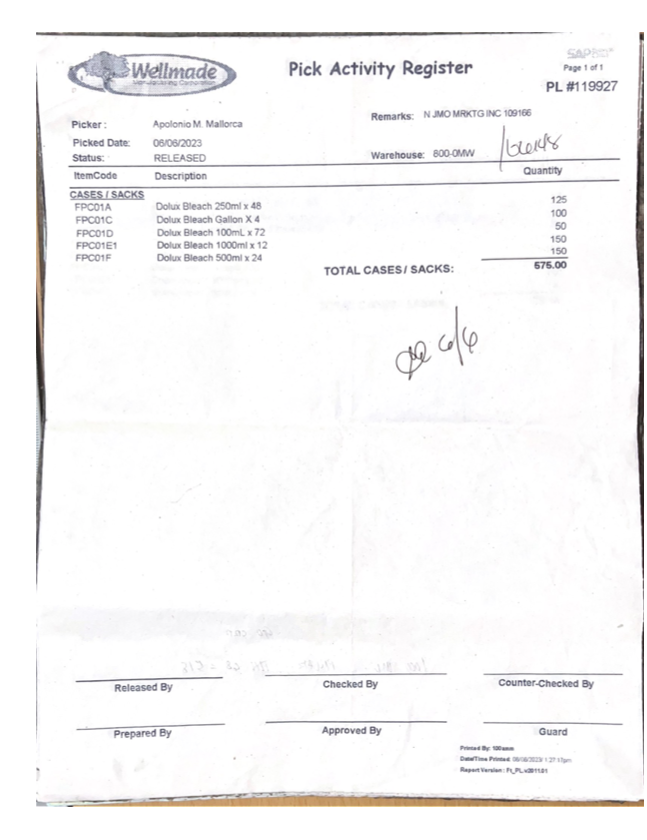 SAP
Wellmade
Manufacturing Corporation
Pick Activity Register
Page 1 of 1
PL #119927
Picker : Apolonio M. Mallorca
Remarks: N JMO MRKTG INC 109166
Picked Date: 06/06/2023
Status: RELEASED
Warehouse: 800-0MW
ItemCode Description Quantity
CASES / SACKS
FPC01A Dolux Bleach 250ml x 48 125
FPC01C Dolux Bleach Gallon X 4 100
FPC01D Dolux Bleach 100mL x 72 50
FPC01E1 Dolux Bleach 1000ml x 12 150
FPC01F Dolux Bleach 500ml x 24 150
TOTAL CASES / SACKS: 575.00
6/6
Released By Checked By Counter-Checked By
Prepared By Approved By Guard
Printed By: 100amm
Date/Time Printed: 06/06/2023/ 1:27:17pm
Report Version : Ft_PL.v201101